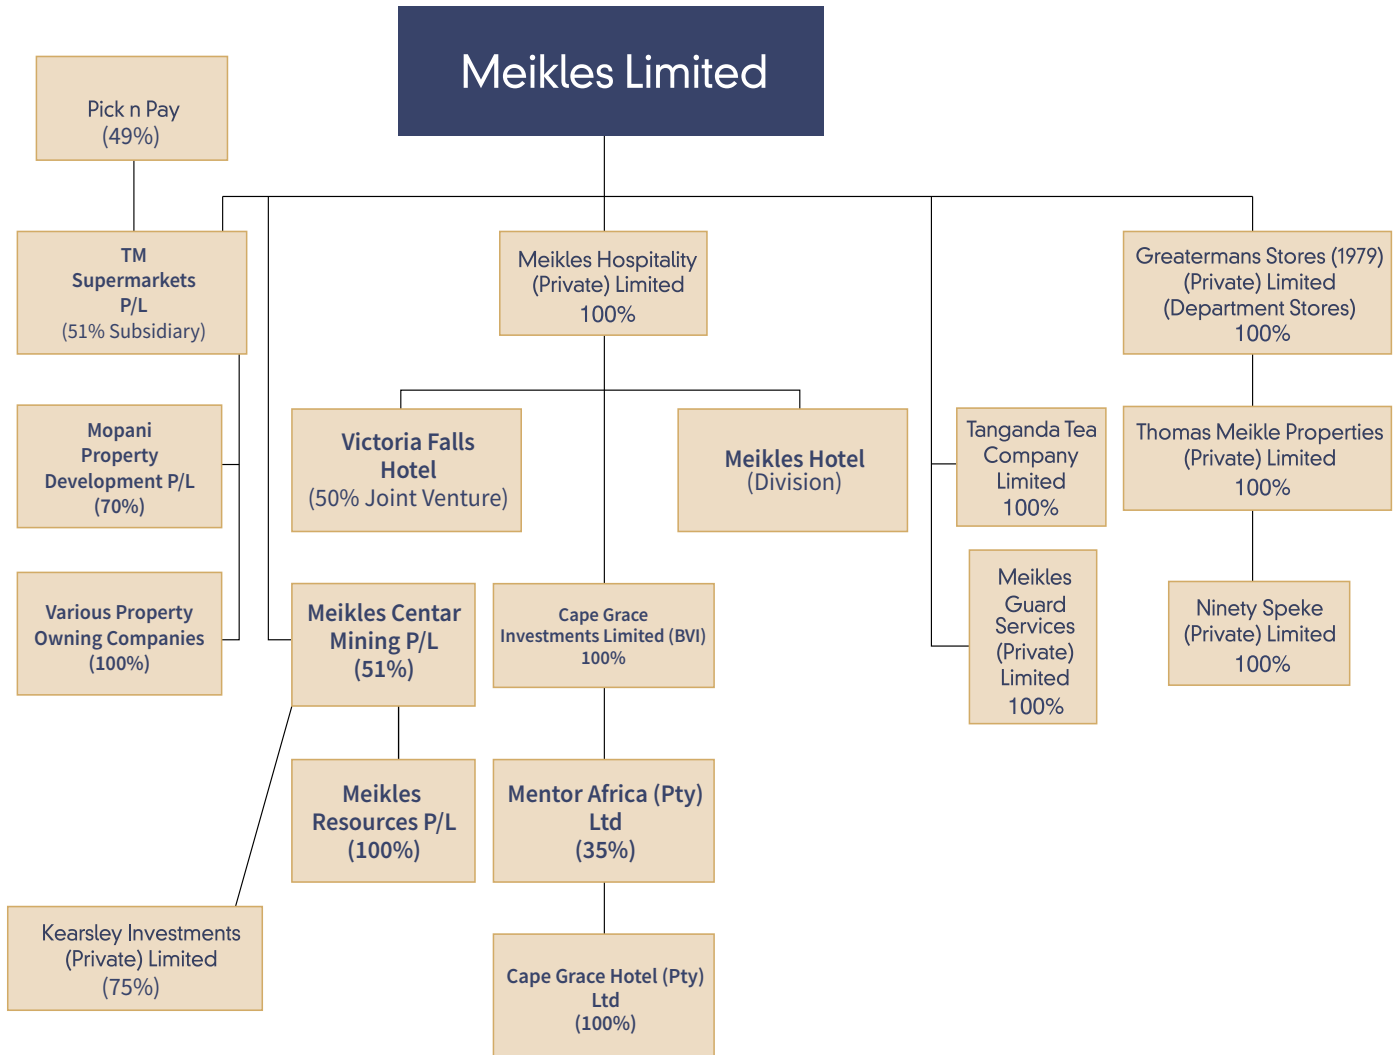 Meikles Limited
Pick n Pay
(49%)
TM
Supermarkets
P/L
(51% Subsidiary)
Meikles Hospitality
(Private) Limited
100%
Greatermans Stores (1979)
(Private) Limited
(Department Stores)
100%
Mopani
Property
Development P/L
(70%)
Victoria Falls
Hotel
(50% Joint Venture)
Meikles Hotel
(Division)
Tanganda Tea
Company
Limited
100%
Thomas Meikle Properties
(Private) Limited
100%
Various Property
Owning Companies
(100%)
Meikles Centar
Mining P/L
(51%)
Cape Grace
Investments Limited (BVI)
100%
Meikles
Guard
Services
(Private)
Limited
100%
Ninety Speke
(Private) Limited
100%
Meikles
Resources P/L
(100%)
Mentor Africa (Pty)
Ltd
(35%)
Kearsley Investments
(Private) Limited
(75%)
Cape Grace Hotel (Pty)
Ltd
(100%)